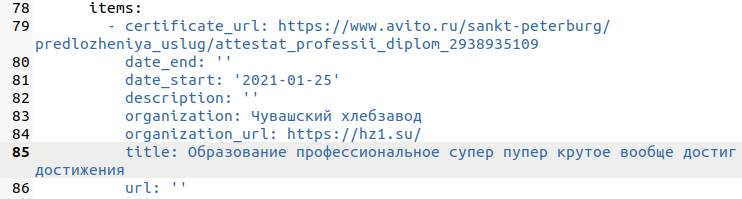 78 items:
79 - certificate_url: https://www.avito.ru/sankt-peterburg/
predlozheniya_uslug/attestat_professii_diplom_2938935109
80 date_end: ''
81 date_start: '2021-01-25'
82 description: ''
83 organization: Чувашский хлебзавод
84 organization_url: https://hz1.su/
85 title: Образование профессиональное супер пупер крутое вообще достиг
достижения
86 url: ''